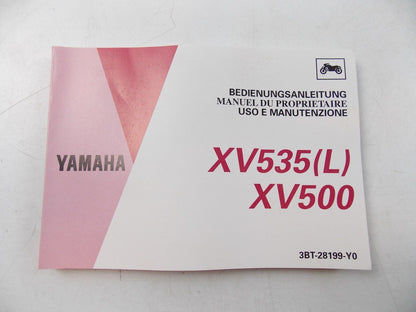 BEDIENUNGSANLEITUNG
MANUEL DU PROPRIETAIRE
USO E MANUTENZIONE
YAMAHA
XV535(L)
XV500
3BT-28199-Y0